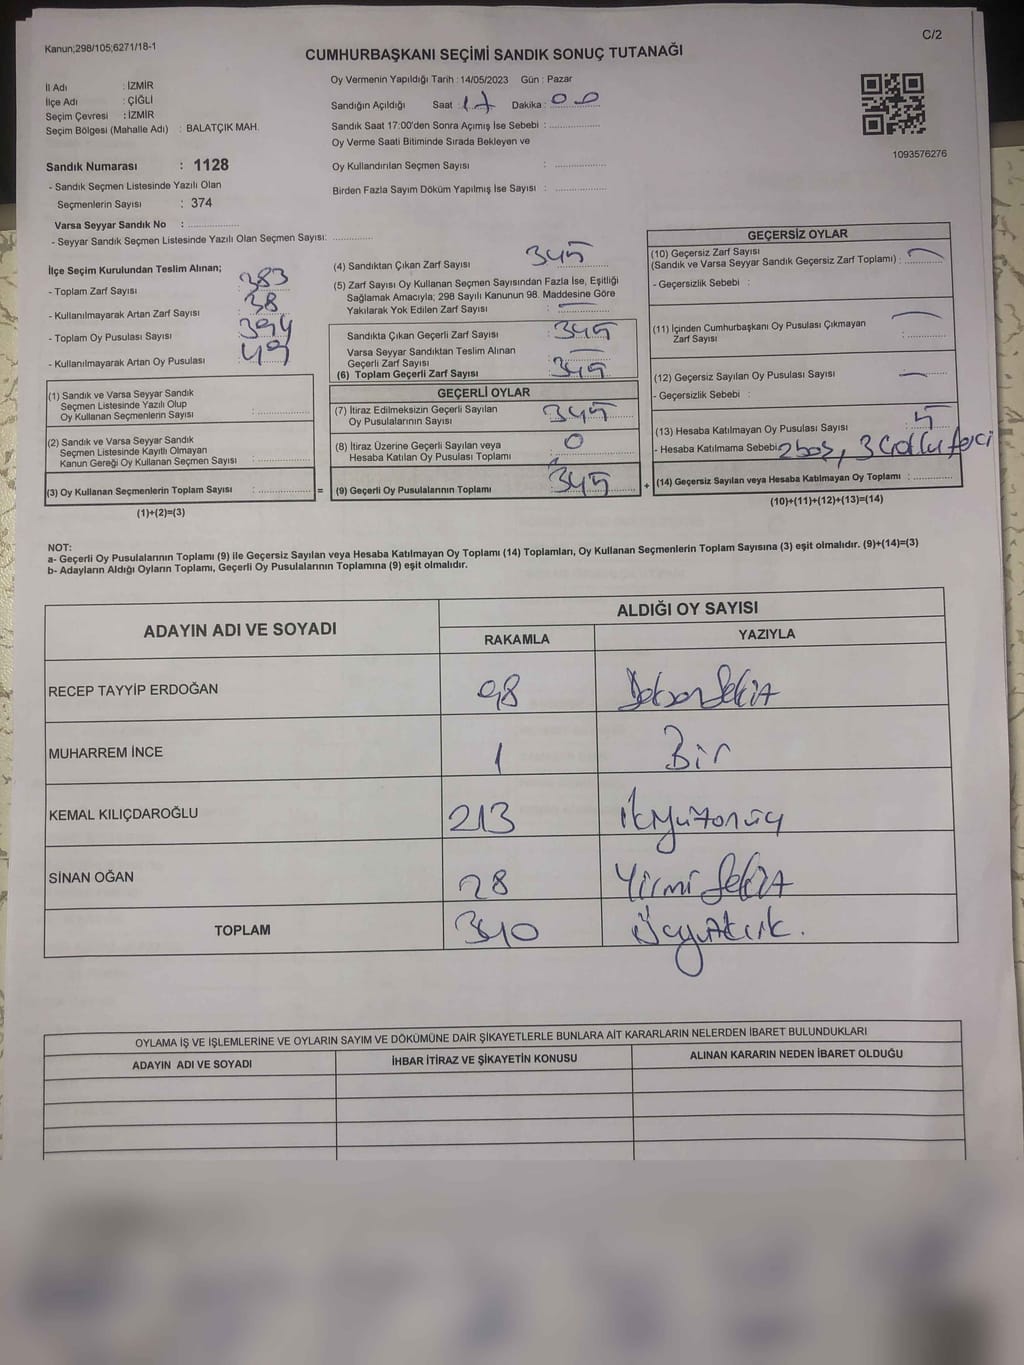 Kanun;298/105;6271/18-1
C/2
CUMHURBAŞKANI SEÇİMİ SANDIK SONUÇ TUTANAĞI
İl Adı : İZMİR
İlçe Adı : ÇİĞLİ
Seçim Çevresi : İZMİR
Seçim Bölgesi (Mahalle Adı) : BALATÇIK MAH.
Oy Vermenin Yapıldığı Tarih : 14/05/2023 Gün : Pazar
Sandığın Açıldığı Saat : 17 Dakika : 00
Sandık Saat 17:00'den Sonra Açımış İse Sebebi : ..................
Oy Verme Saati Bitiminde Sırada Bekleyen ve
Oy Kullandırılan Seçmen Sayısı : ..................
Birden Fazla Sayım Döküm Yapılmış İse Sayısı : ..................
1093576276
Sandık Numarası : 1128
- Sandık Seçmen Listesinde Yazılı Olan
Seçmenlerin Sayısı : 374
Varsa Seyyar Sandık No : ..................
- Seyyar Sandık Seçmen Listesinde Yazılı Olan Seçmen Sayısı: .............
İlçe Seçim Kurulundan Teslim Alınan;
- Toplam Zarf Sayısı 383
- Kullanılmayarak Artan Zarf Sayısı 38
- Toplam Oy Pusulası Sayısı 394
- Kullanılmayarak Artan Oy Pusulası 49
(1) Sandık ve Varsa Seyyar Sandık
Seçmen Listesinde Yazılı Olup
Oy Kullanan Seçmenlerin Sayısı : ..................
(2) Sandık ve Varsa Seyyar Sandık
Seçmen Listesinde Kayıtlı Olmayan
Kanun Gereği Oy Kullanan Seçmen Sayısı : ..................
(3) Oy Kullanan Seçmenlerin Toplam Sayısı : .................. =
(1)+(2)=(3)
(4) Sandıktan Çıkan Zarf Sayısı 345
(5) Zarf Sayısı Oy Kullanan Seçmen Sayısından Fazla İse, Eşitliği
Sağlamak Amacıyla; 298 Sayılı Kanunun 98. Maddesine Göre
Yakılarak Yok Edilen Zarf Sayısı : —
Sandıkta Çıkan Geçerli Zarf Sayısı : 345
Varsa Seyyar Sandıktan Teslim Alınan
Geçerli Zarf Sayısı : —
(6) Toplam Geçerli Zarf Sayısı : 345
GEÇERLİ OYLAR
(7) İtiraz Edilmeksizin Geçerli Sayılan
Oy Pusulalarının Sayısı : 345
(8) İtiraz Üzerine Geçerli Sayılan veya
Hesaba Katılan Oy Pusulası Toplamı : 0
(9) Geçerli Oy Pusulalarının Toplamı : 345 +
GEÇERSİZ OYLAR
(10) Geçersiz Zarf Sayısı
(Sandık ve Varsa Seyyar Sandık Geçersiz Zarf Toplamı) : —
- Geçersizlik Sebebi :
(11) İçinden Cumhurbaşkanı Oy Pusulası Çıkmayan
Zarf Sayısı : —
(12) Geçersiz Sayılan Oy Pusulası Sayısı : —
- Geçersizlik Sebebi :
(13) Hesaba Katılmayan Oy Pusulası Sayısı : 5
- Hesaba Katılmama Sebebi: 2 boş, 3
(14) Geçersiz Sayılan veya Hesaba Katılmayan Oy Toplamı : .............
(10)+(11)+(12)+(13)=(14)
NOT:
a- Geçerli Oy Pusulalarının Toplamı (9) ile Geçersiz Sayılan veya Hesaba Katılmayan Oy Toplamı (14) Toplamları, Oy Kullanan Seçmenlerin Toplam Sayısına (3) eşit olmalıdır. (9)+(14)=(3)
b- Adayların Aldığı Oyların Toplamı, Geçerli Oy Pusulalarının Toplamına (9) eşit olmalıdır.
ADAYIN ADI VE SOYADI ALDIĞI OY SAYISI
RAKAMLA YAZIYLA
RECEP TAYYİP ERDOĞAN 98 Doksan Sekiz
MUHARREM İNCE 1 Bir
KEMAL KILIÇDAROĞLU 213 ikiyüzonüç
SİNAN OĞAN 28 Yirmi Sekiz
TOPLAM 340 Üçyüzkırk.
OYLAMA İŞ VE İŞLEMLERİNE VE OYLARIN SAYIM VE DÖKÜMÜNE DAİR ŞİKAYETLERLE BUNLARA AİT KARARLARIN NELERDEN İBARET BULUNDUKLARI
ADAYIN ADI VE SOYADI İHBAR İTİRAZ VE ŞİKAYETİN KONUSU ALINAN KARARIN NEDEN İBARET OLDUĞU